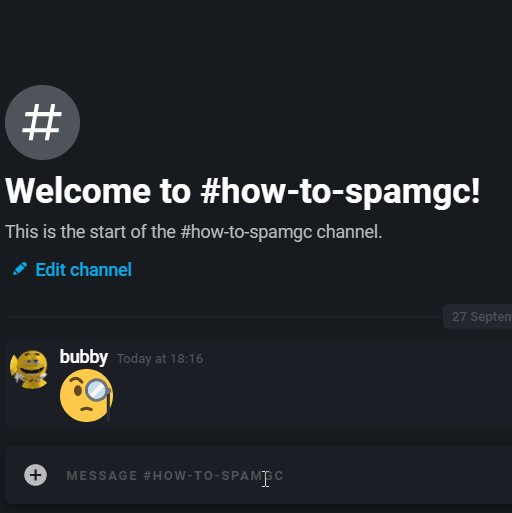 #
Welcome to #how-to-spamgc!
This is the start of the #how-to-spamgc channel.
Edit channel
27 Septem
bubby Today at 18:16
MESSAGE #HOW-TO-SPAMGC